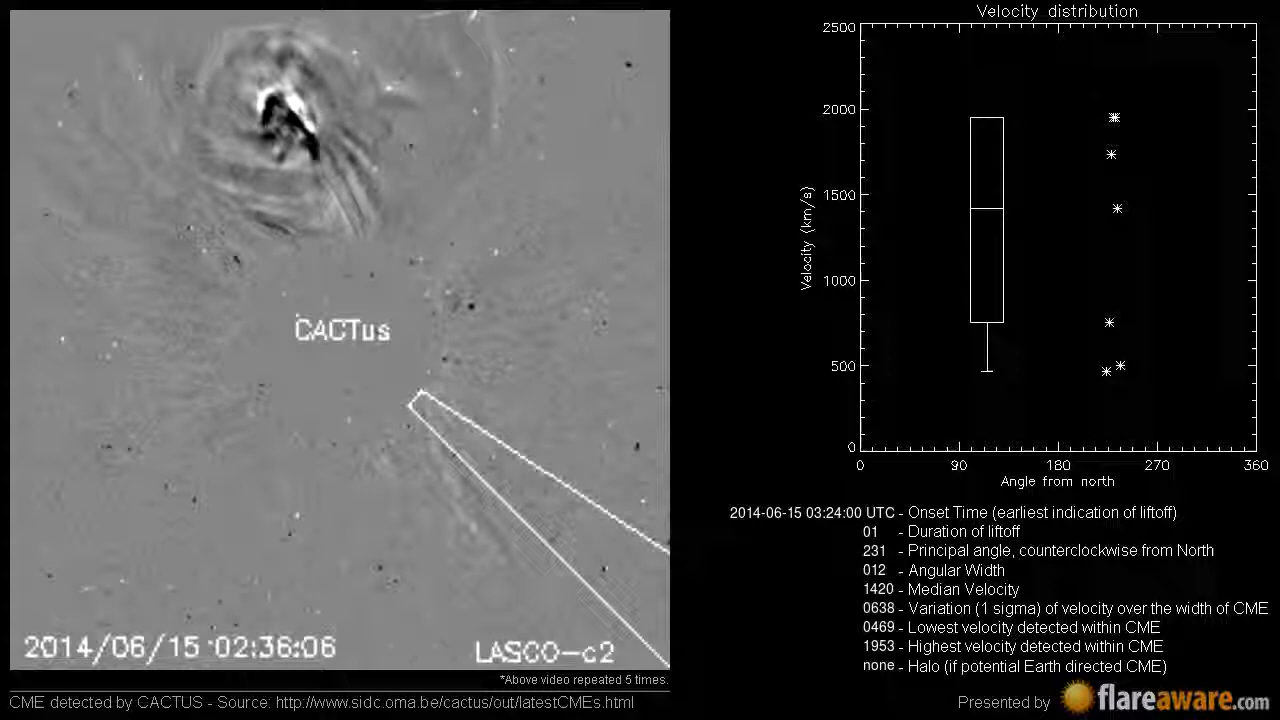 Velocity distribution
2500
2000
1500
1000
500
0
Velocity (km/s)
0 90 180 270 360
Angle from north
CACTus
2014/06/15 02:36:06
LASCO-c2
*Above video repeated 5 times.
CME detected by CACTUS - Source: http://www.sidc.oma.be/cactus/out/latestCMEs.html
2014-06-15 03:24:00 UTC - Onset Time (earliest indication of liftoff)
01 - Duration of liftoff
231 - Principal angle, counterclockwise from North
012 - Angular Width
1420 - Median Velocity
0638 - Variation (1 sigma) of velocity over the width of CME
0469 - Lowest velocity detected within CME
1953 - Highest velocity detected within CME
none - Halo (if potential Earth directed CME)
Presented by flareaware.com